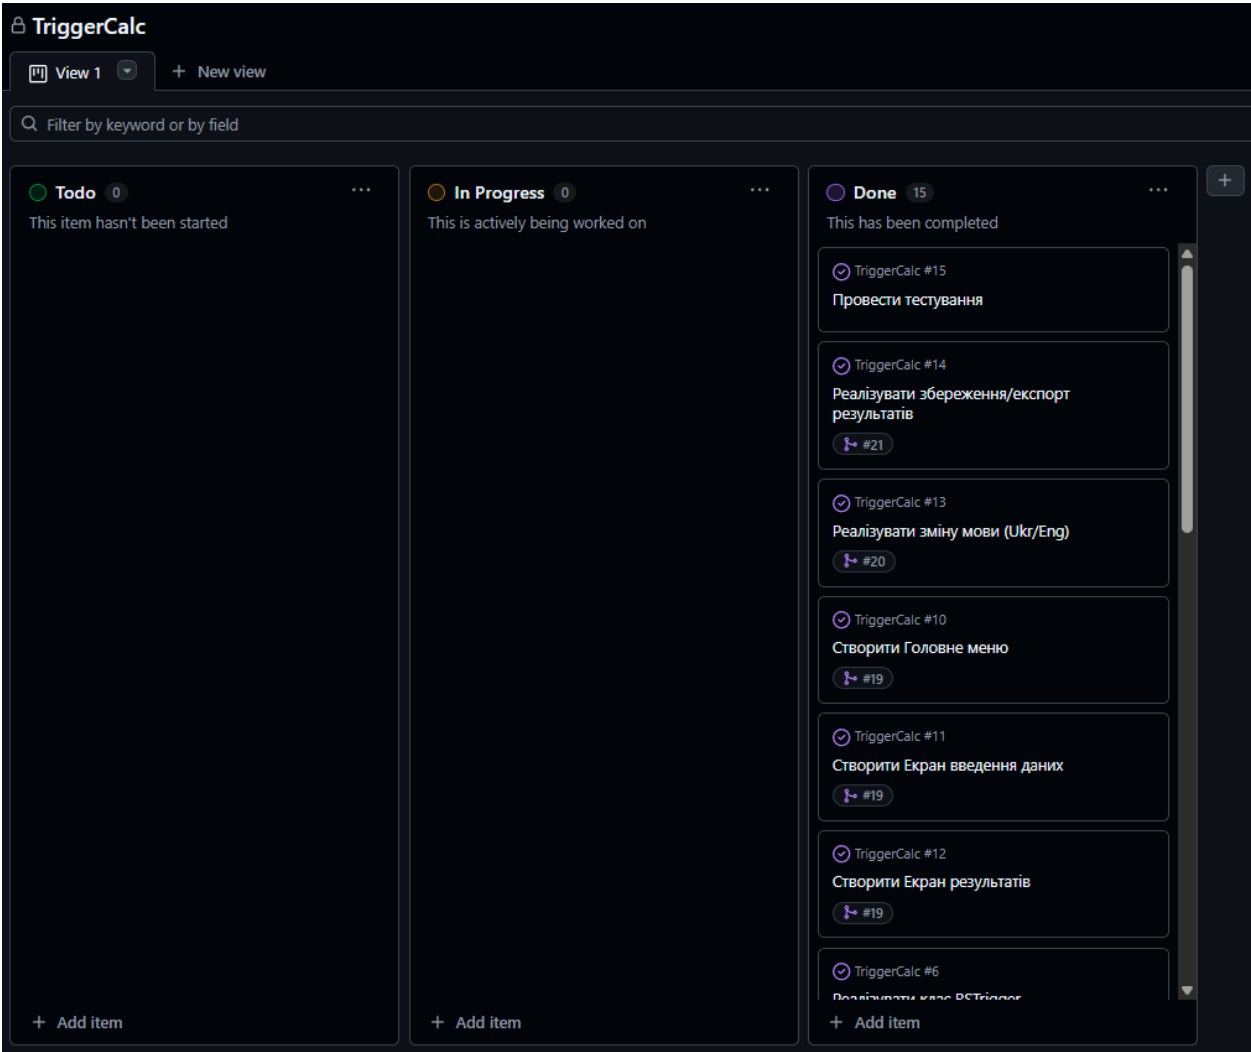 TriggerCalc
View 1
New view
Filter by keyword or by field
Todo 0
This item hasn't been started
In Progress 0
This is actively being worked on
Done 15
This has been completed
TriggerCalc #15
Провести тестування
TriggerCalc #14
Реалізувати збереження/експорт
результатів
#21
TriggerCalc #13
Реалізувати зміну мови (Ukr/Eng)
#20
TriggerCalc #10
Створити Головне меню
#19
TriggerCalc #11
Створити Екран введення даних
#19
TriggerCalc #12
Створити Екран результатів
#19
TriggerCalc #6
Реалізувати клас RSTrigger
Add item
Add item
Add item